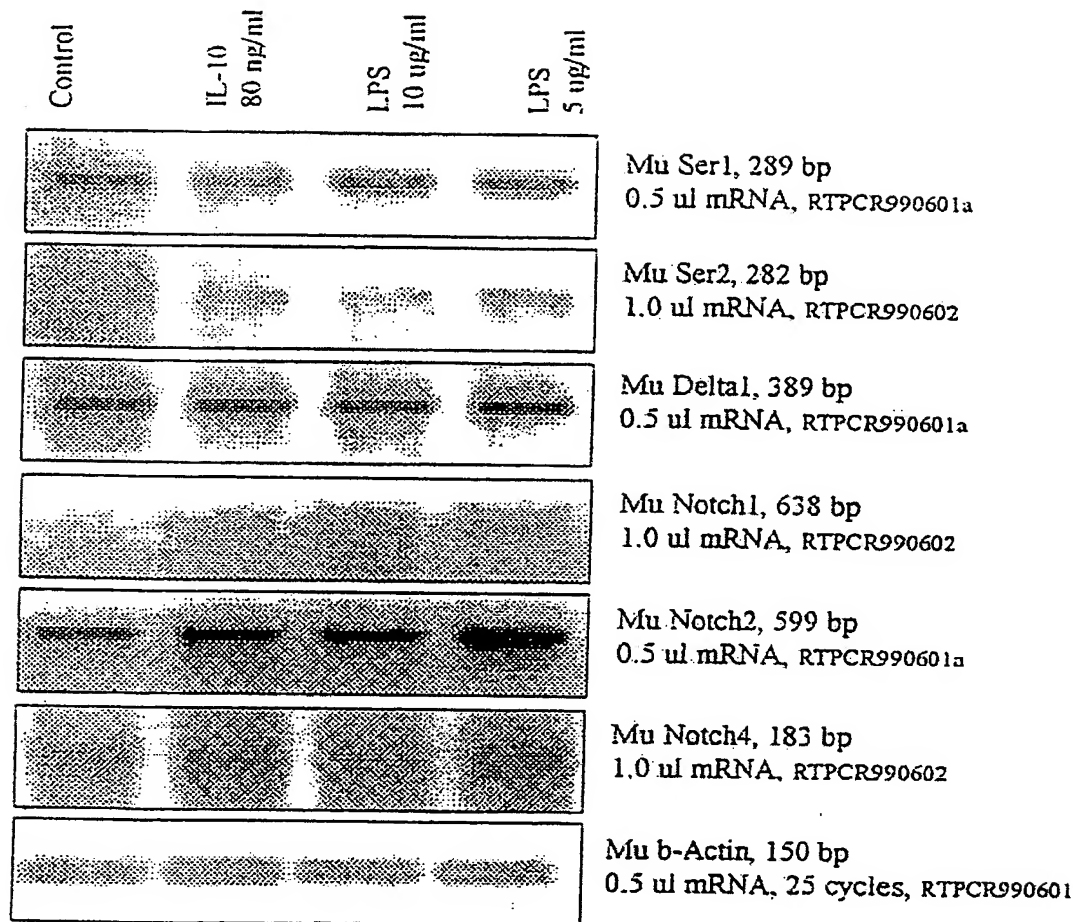 Control
IL-10
80 ng/ml
LPS
10 ug/ml
LPS
5 ug/ml
Mu Ser1, 289 bp
0.5 ul mRNA, RTPCR990601a
Mu Ser2, 282 bp
1.0 ul mRNA, RTPCR990602
Mu Delta1, 389 bp
0.5 ul mRNA, RTPCR990601a
Mu Notch1, 638 bp
1.0 ul mRNA, RTPCR990602
Mu Notch2, 599 bp
0.5 ul mRNA, RTPCR990601a
Mu Notch4, 183 bp
1.0 ul mRNA, RTPCR990602
Mu b-Actin, 150 bp
0.5 ul mRNA, 25 cycles, RTPCR990601